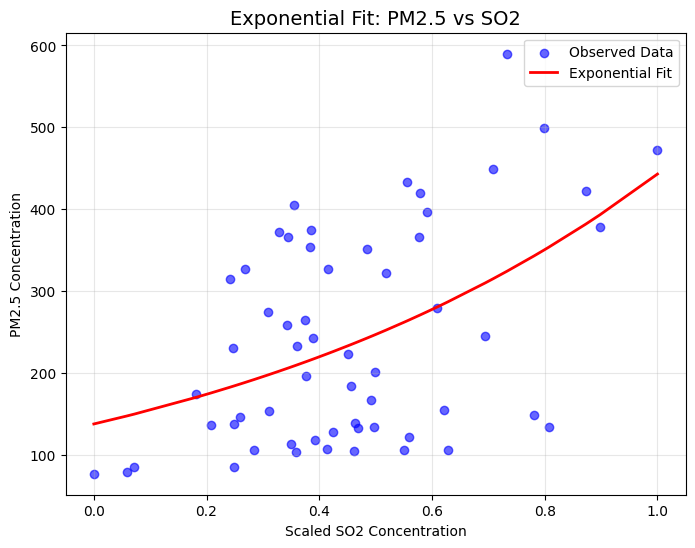 Exponential Fit: PM2.5 vs SO2
Observed Data
Exponential Fit
PM2.5 Concentration
600
500
400
300
200
100
0.0 0.2 0.4 0.6 0.8 1.0
Scaled SO2 Concentration